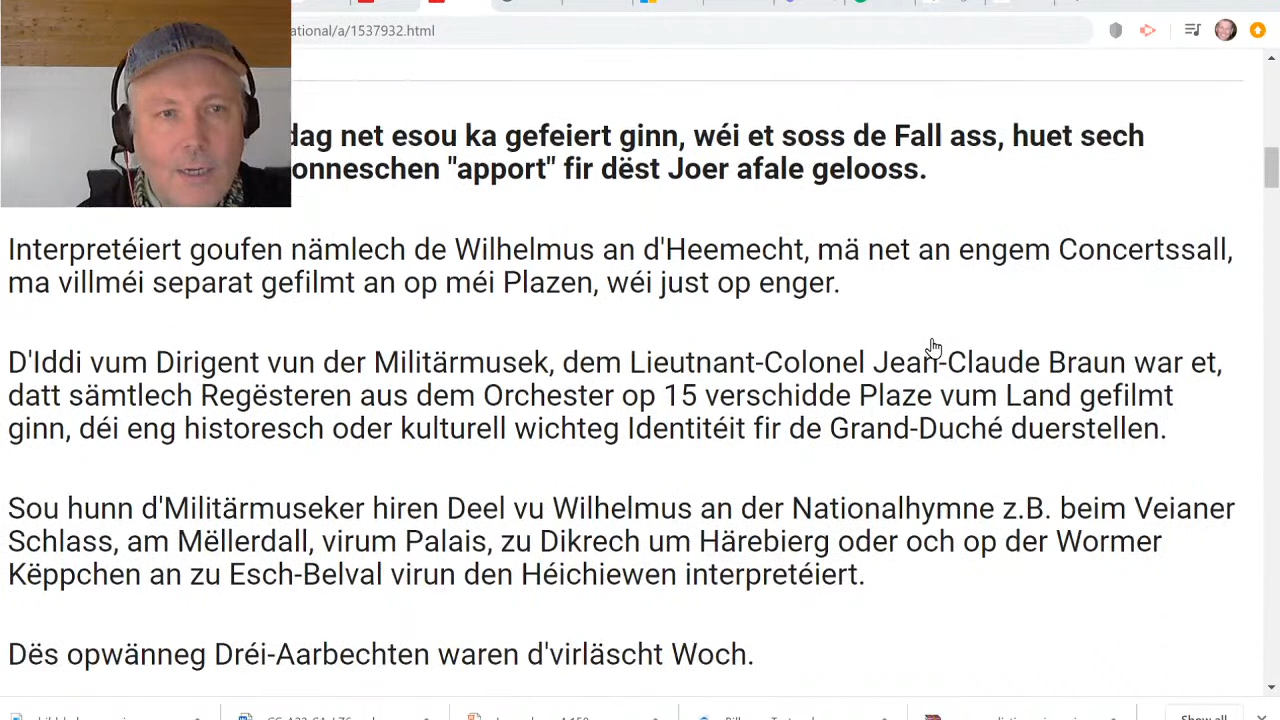 ational/a/1537932.html
dag net esou ka gefeiert ginn, wéi et soss de Fall ass, huet sech
onneschen "apport" fir dëst Joer afale gelooss.
Interpretéiert goufen nämlech de Wilhelmus an d'Heemecht, mä net an engem Concertssall,
ma villméi separat gefilmt an op méi Plazen, wéi just op enger.
D'Iddi vum Dirigent vun der Militärmusek, dem Lieutnant-Colonel Jean-Claude Braun war et,
datt sämtlech Regësteren aus dem Orchester op 15 verschidde Plaze vum Land gefilmt
ginn, déi eng historesch oder kulturell wichteg Identitéit fir de Grand-Duché duerstellen.
Sou hunn d'Militärmuseker hiren Deel vu Wilhelmus an der Nationalhymne z.B. beim Veianer
Schlass, am Mëllerdall, virum Palais, zu Dikrech um Härebierg oder och op der Wormer
Këppchen an zu Esch-Belval virun den Héichiewen interpretéiert.
Dës opwänneg Dréi-Aarbechten waren d'virläscht Woch.
Show all